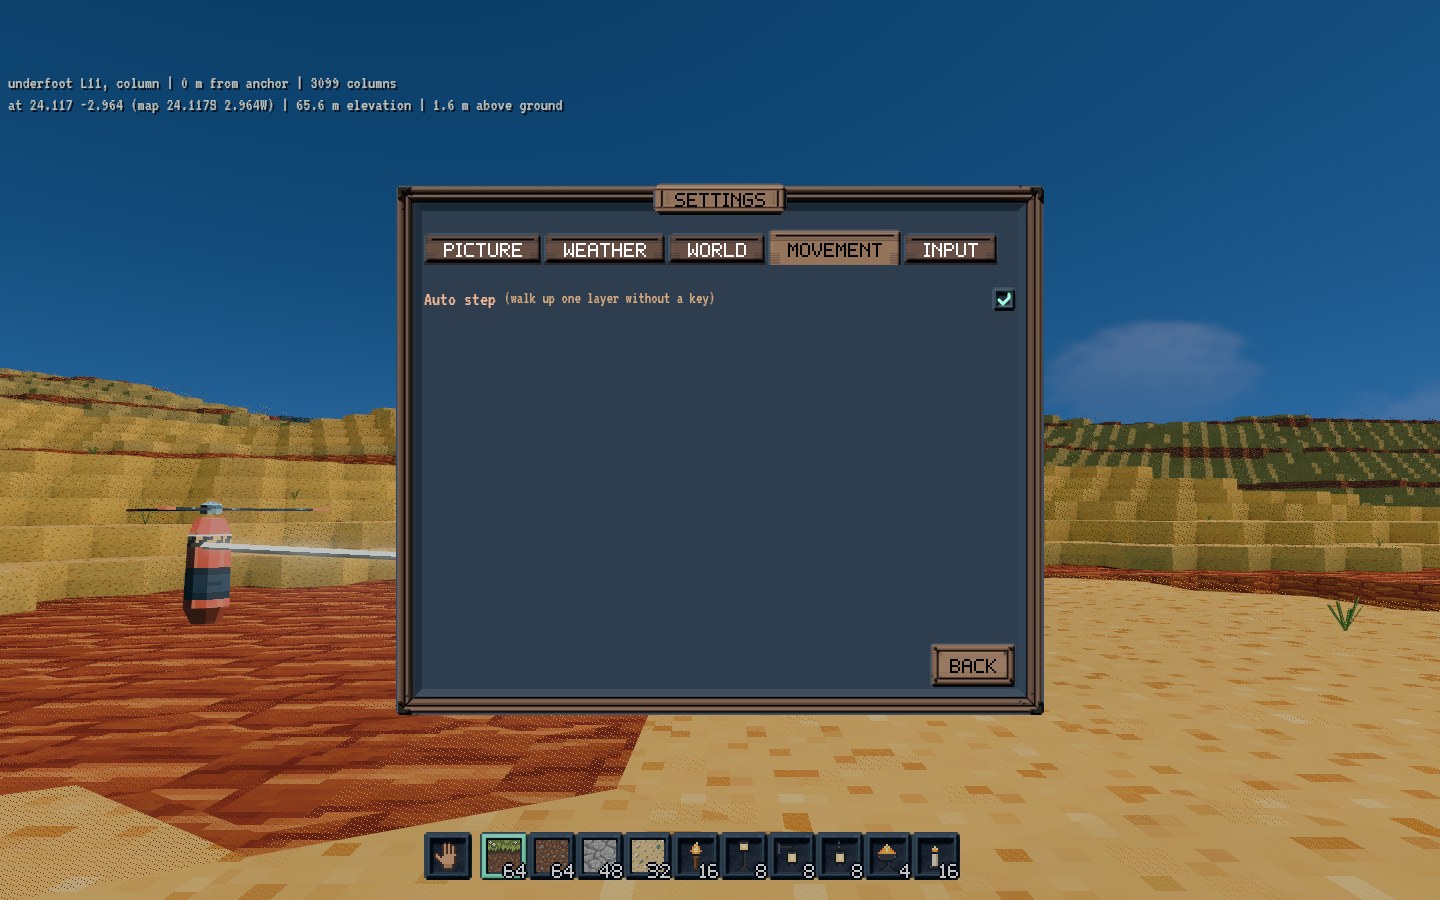 underfoot L11, column | 0 m from anchor | 3099 columns
at 24.117 -2.964 (map 24.117S 2.964W) | 65.6 m elevation | 1.6 m above ground
SETTINGS
PICTURE WEATHER WORLD MOVEMENT INPUT
Auto step (walk up one layer without a key)
BACK
64 64 48 32 16 8 8 8 4 16